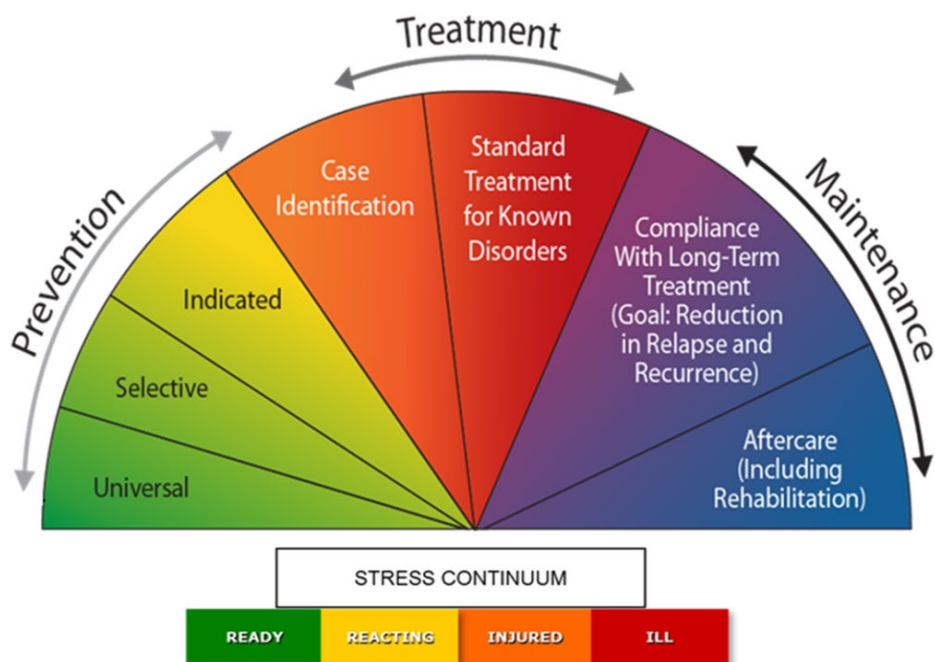 Treatment
Prevention
Maintenance
Universal
Selective
Indicated
Case
Identification
Standard
Treatment
for Known
Disorders
Compliance
With Long-Term
Treatment
(Goal: Reduction
in Relapse and
Recurrence)
Aftercare
(Including
Rehabilitation)
STRESS CONTINUUM
READY
REACTING
INJURED
ILL